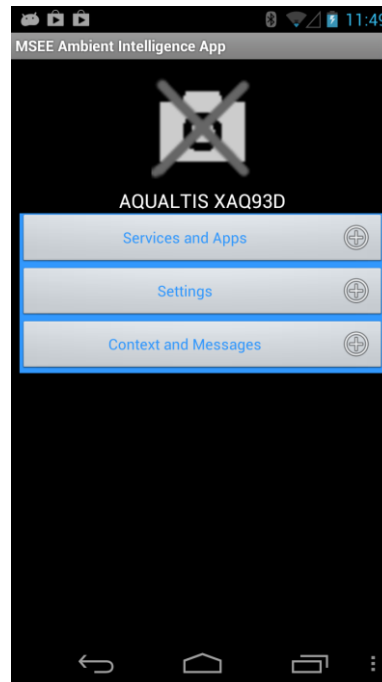 11:49
MSEE Ambient Intelligence App
AQUALTIS XAQ93D
Services and Apps
Settings
Context and Messages